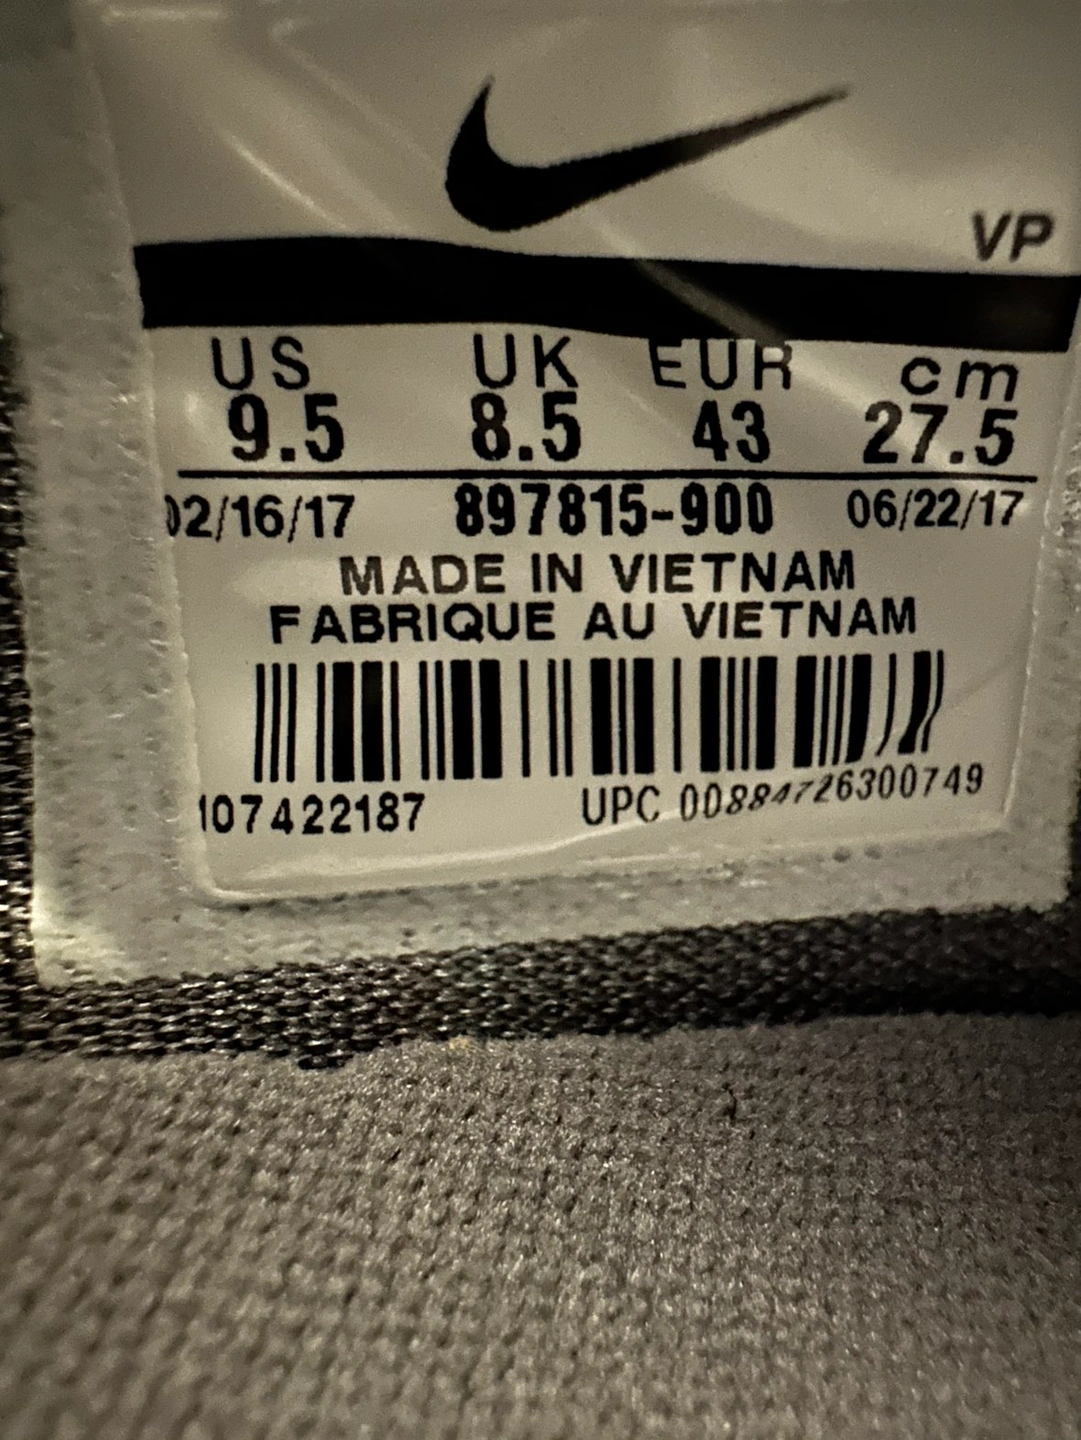 VP
US UK EUR cm
9.5 8.5 43 27.5
02/16/17 897815-900 06/22/17
MADE IN VIETNAM
FABRIQUE AU VIETNAM
107422187 UPC 00884726300749